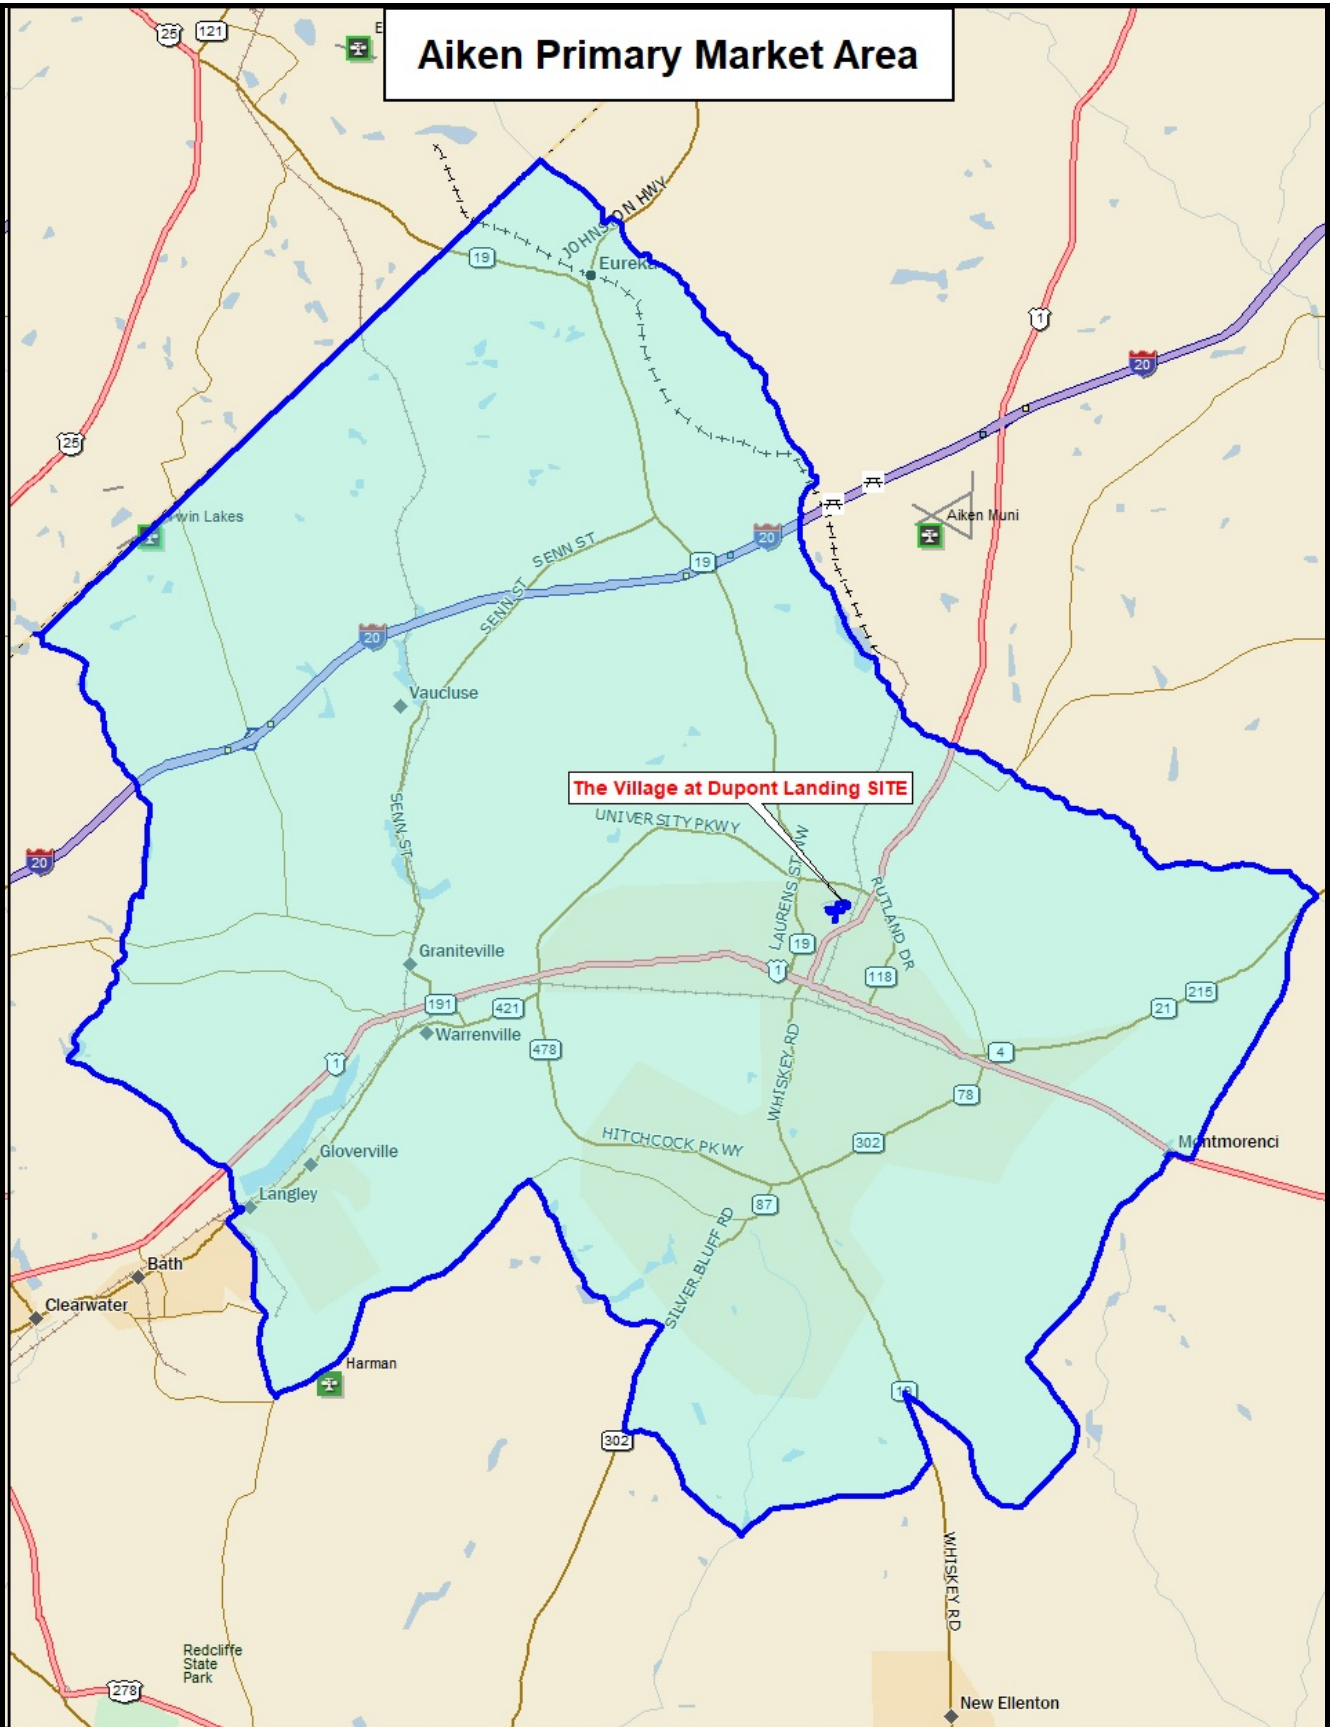 Aiken Primary Market Area
25
121
E
JOHNSTON HWY
19
Eureka
1
20
25
Twin Lakes
Aiken Muni
20
19
SENN ST
SENN ST
20
Vaucluse
The Village at Dupont Landing SITE
UNIVERSITY PKWY
SENN ST
LAURENS ST NW
RUTLAND DR
20
19
Graniteville
1
118
191
421
215
21
Warrenville
478
4
1
WHISKEY RD
78
HITCHCOCK PKWY
302
Montmorenci
Gloverville
Langley
87
SILVER BLUFF RD
Bath
Clearwater
Harman
19
302
WHISKEY RD
Redcliffe
State
Park
278
New Ellenton